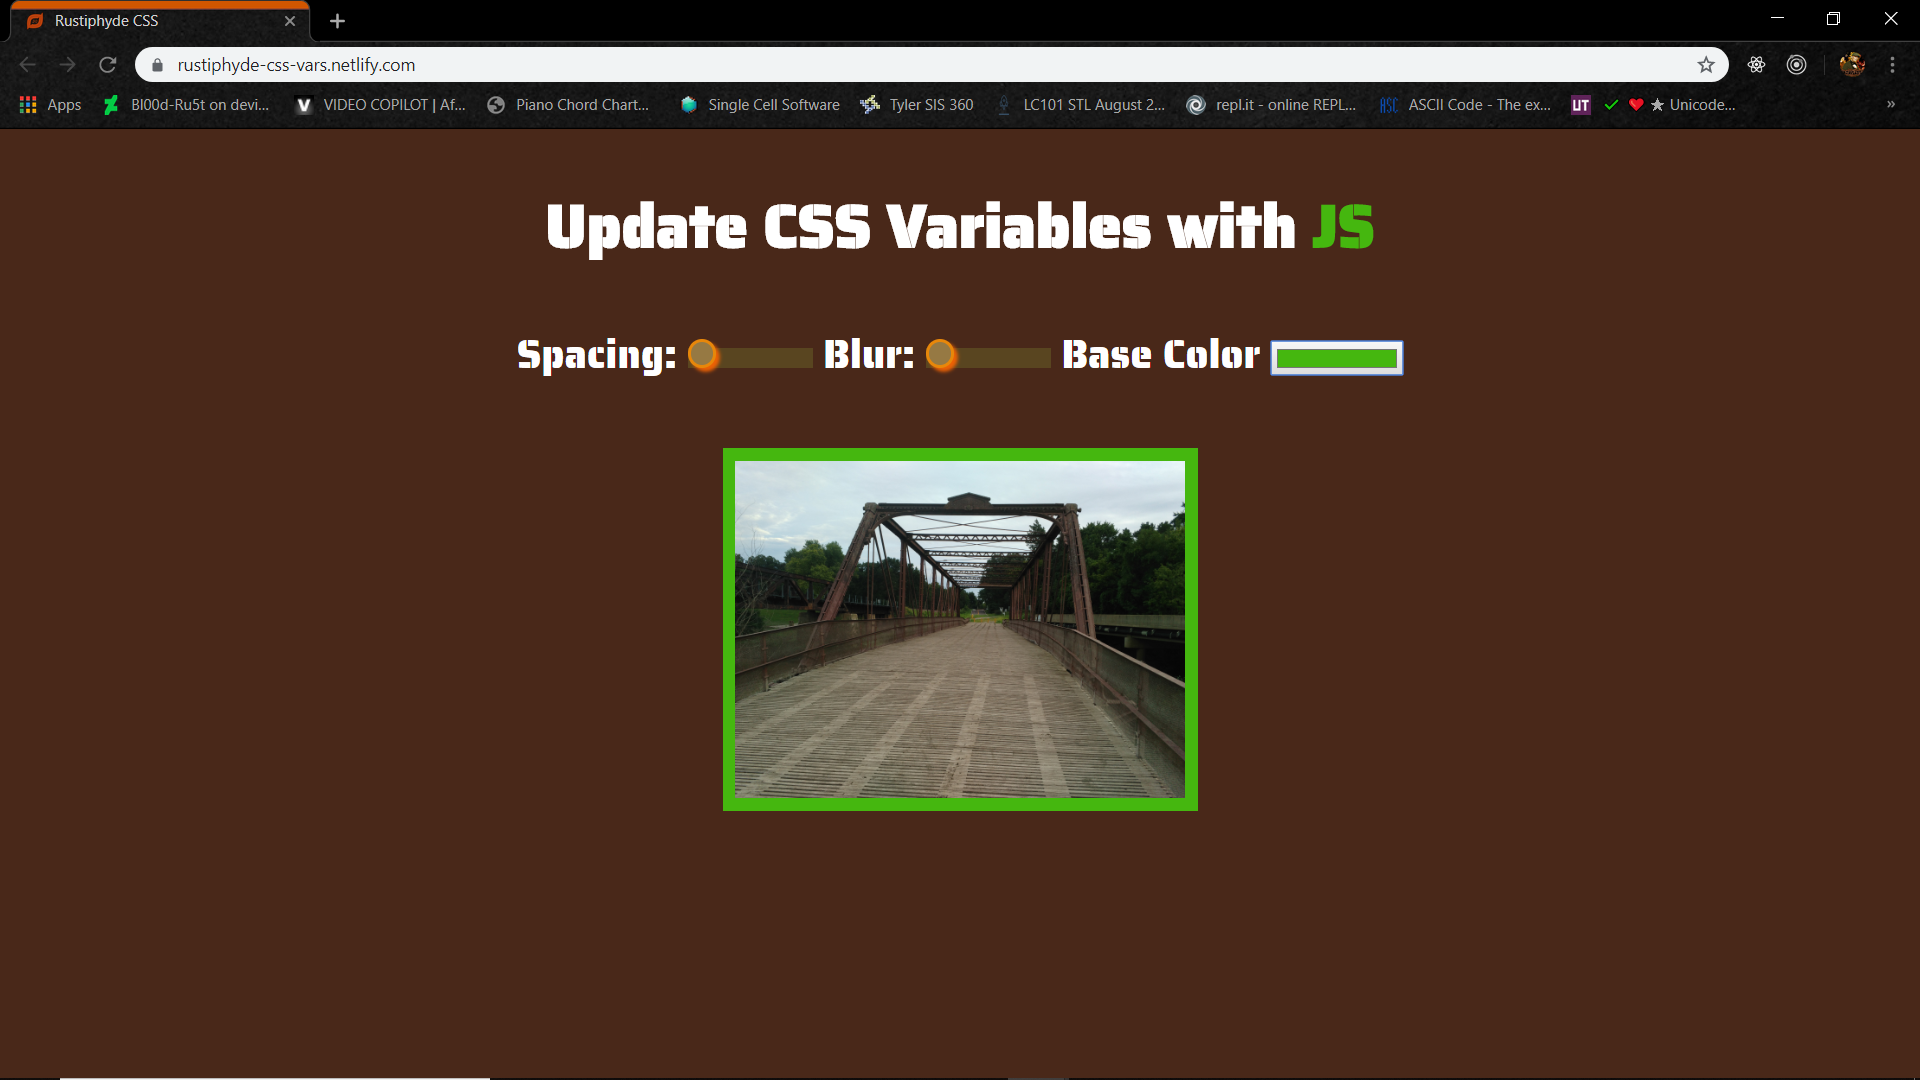 Rustiphyde CSS
rustiphyde-css-vars.netlify.com
Apps Bl00d-Ru5t on devi... VIDEO COPILOT | Af... Piano Chord Chart... Single Cell Software Tyler SIS 360 LC101 STL August 2... repl.it - online REPL... ASCII Code - The ex... UT ✓ ❤ ★ Unicode... »
Update CSS Variables with JS
Spacing: Blur: Base Color